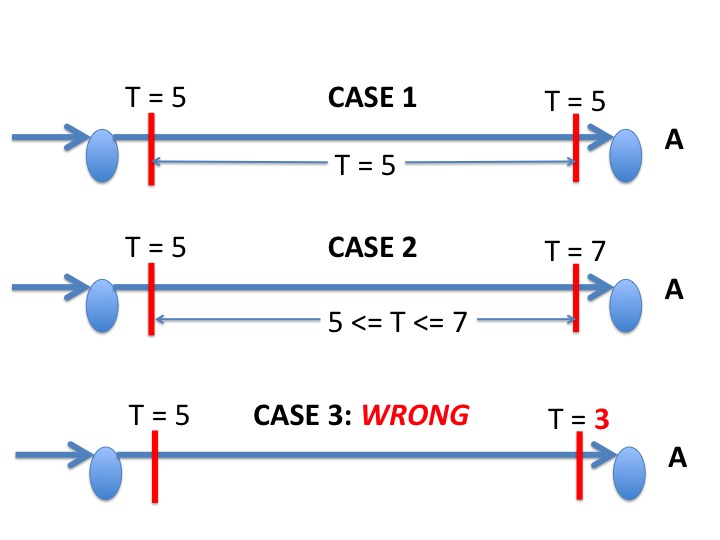 T = 5 CASE 1 T = 5
A
T = 5
T = 5 CASE 2 T = 7
A
5 <= T <= 7
T = 5 CASE 3: WRONG T = 3
A